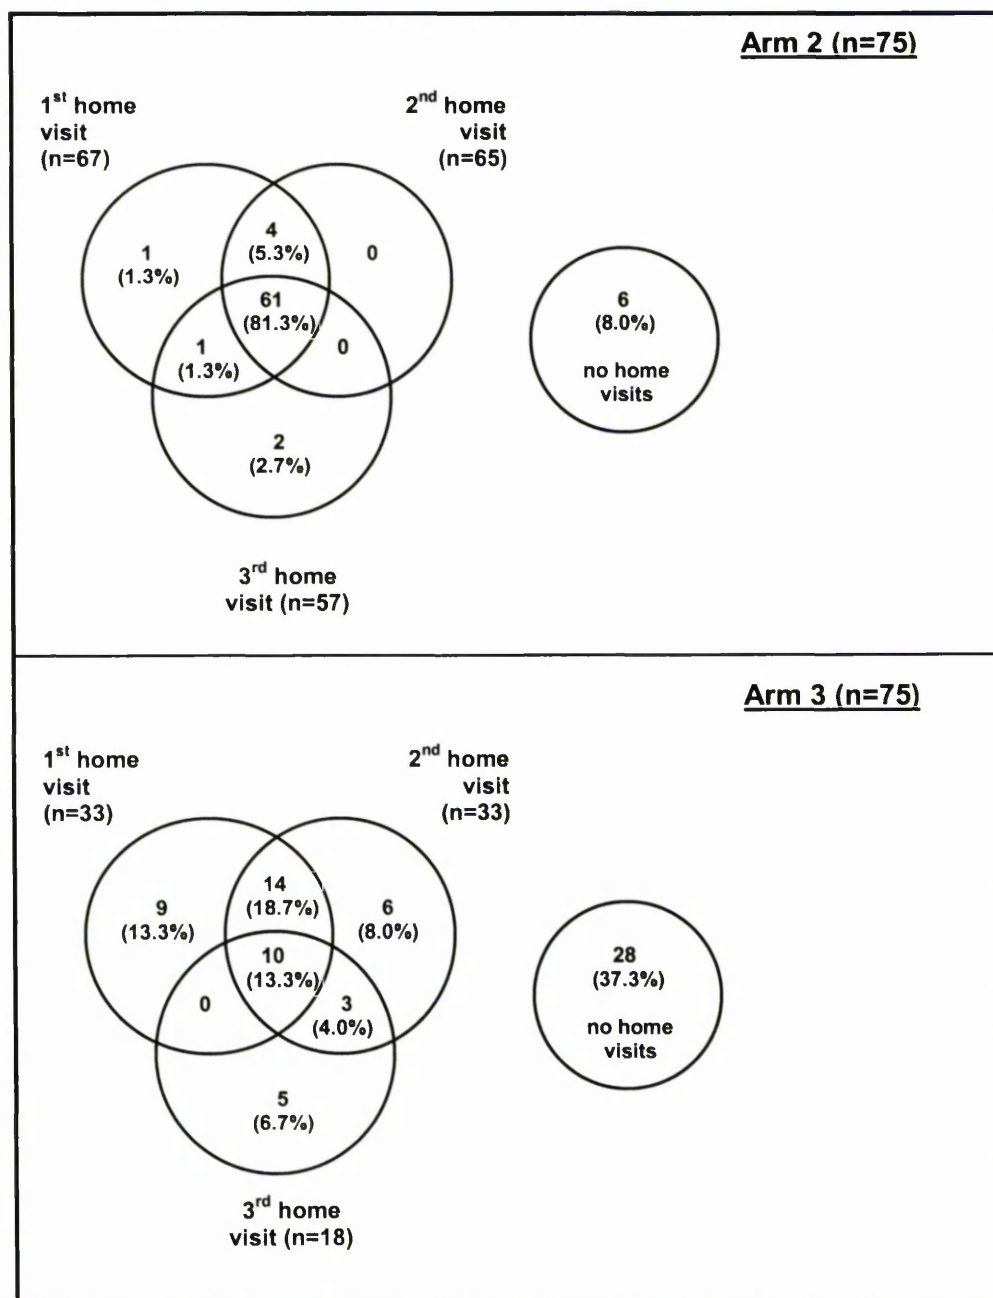 Arm 2 (n=75)
1st home
visit
(n=67)
2nd home
visit
(n=65)
4
(5.3%)
1
(1.3%)
0
61
(81.3%)
1
(1.3%)
0
2
(2.7%)
6
(8.0%)
no home
visits
3rd home
visit (n=57)
Arm 3 (n=75)
1st home
visit
(n=33)
2nd home
visit
(n=33)
14
(18.7%)
9
(13.3%)
6
(8.0%)
10
(13.3%)
0
3
(4.0%)
5
(6.7%)
28
(37.3%)
no home
visits
3rd home
visit (n=18)